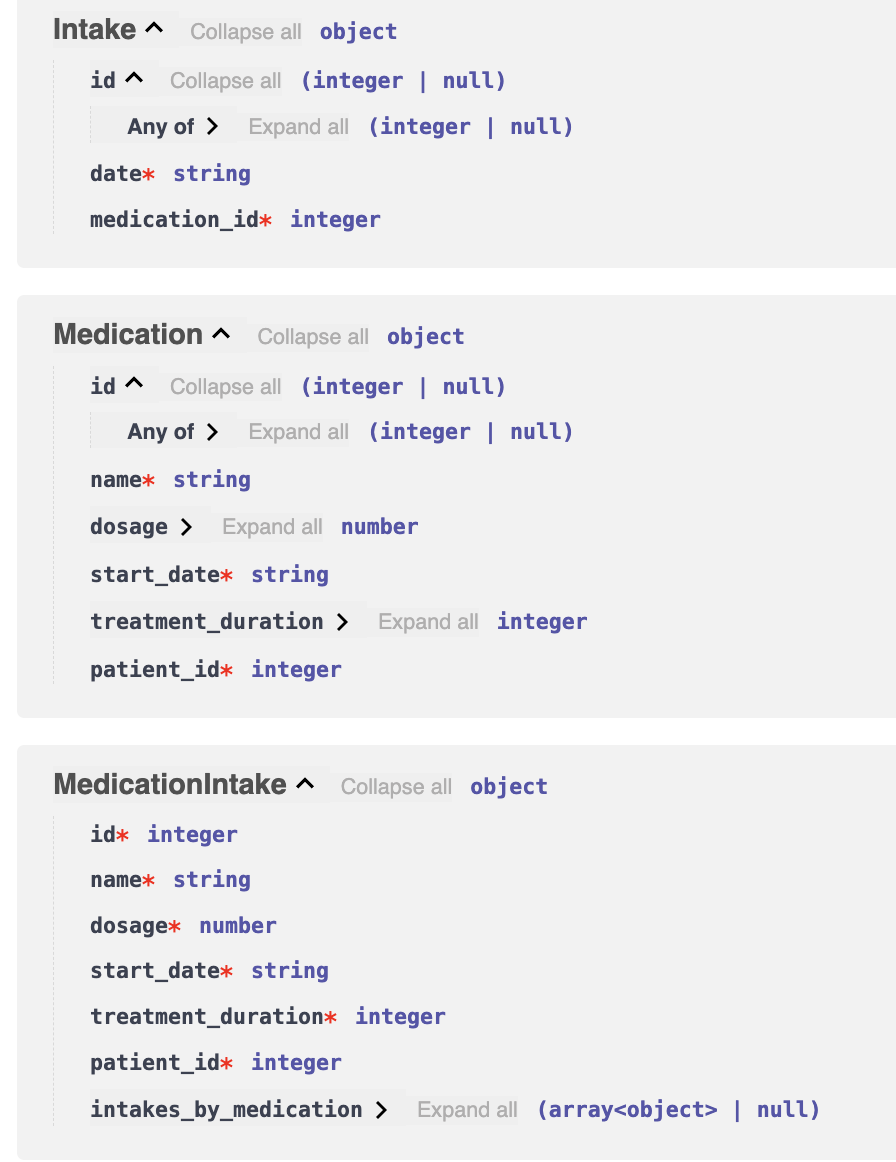 Intake Collapse all object
id Collapse all (integer | null)
Any of Expand all (integer | null)
date* string
medication_id* integer
Medication Collapse all object
id Collapse all (integer | null)
Any of Expand all (integer | null)
name* string
dosage Expand all number
start_date* string
treatment_duration Expand all integer
patient_id* integer
MedicationIntake Collapse all object
id* integer
name* string
dosage* number
start_date* string
treatment_duration* integer
patient_id* integer
intakes_by_medication Expand all (array<object> | null)